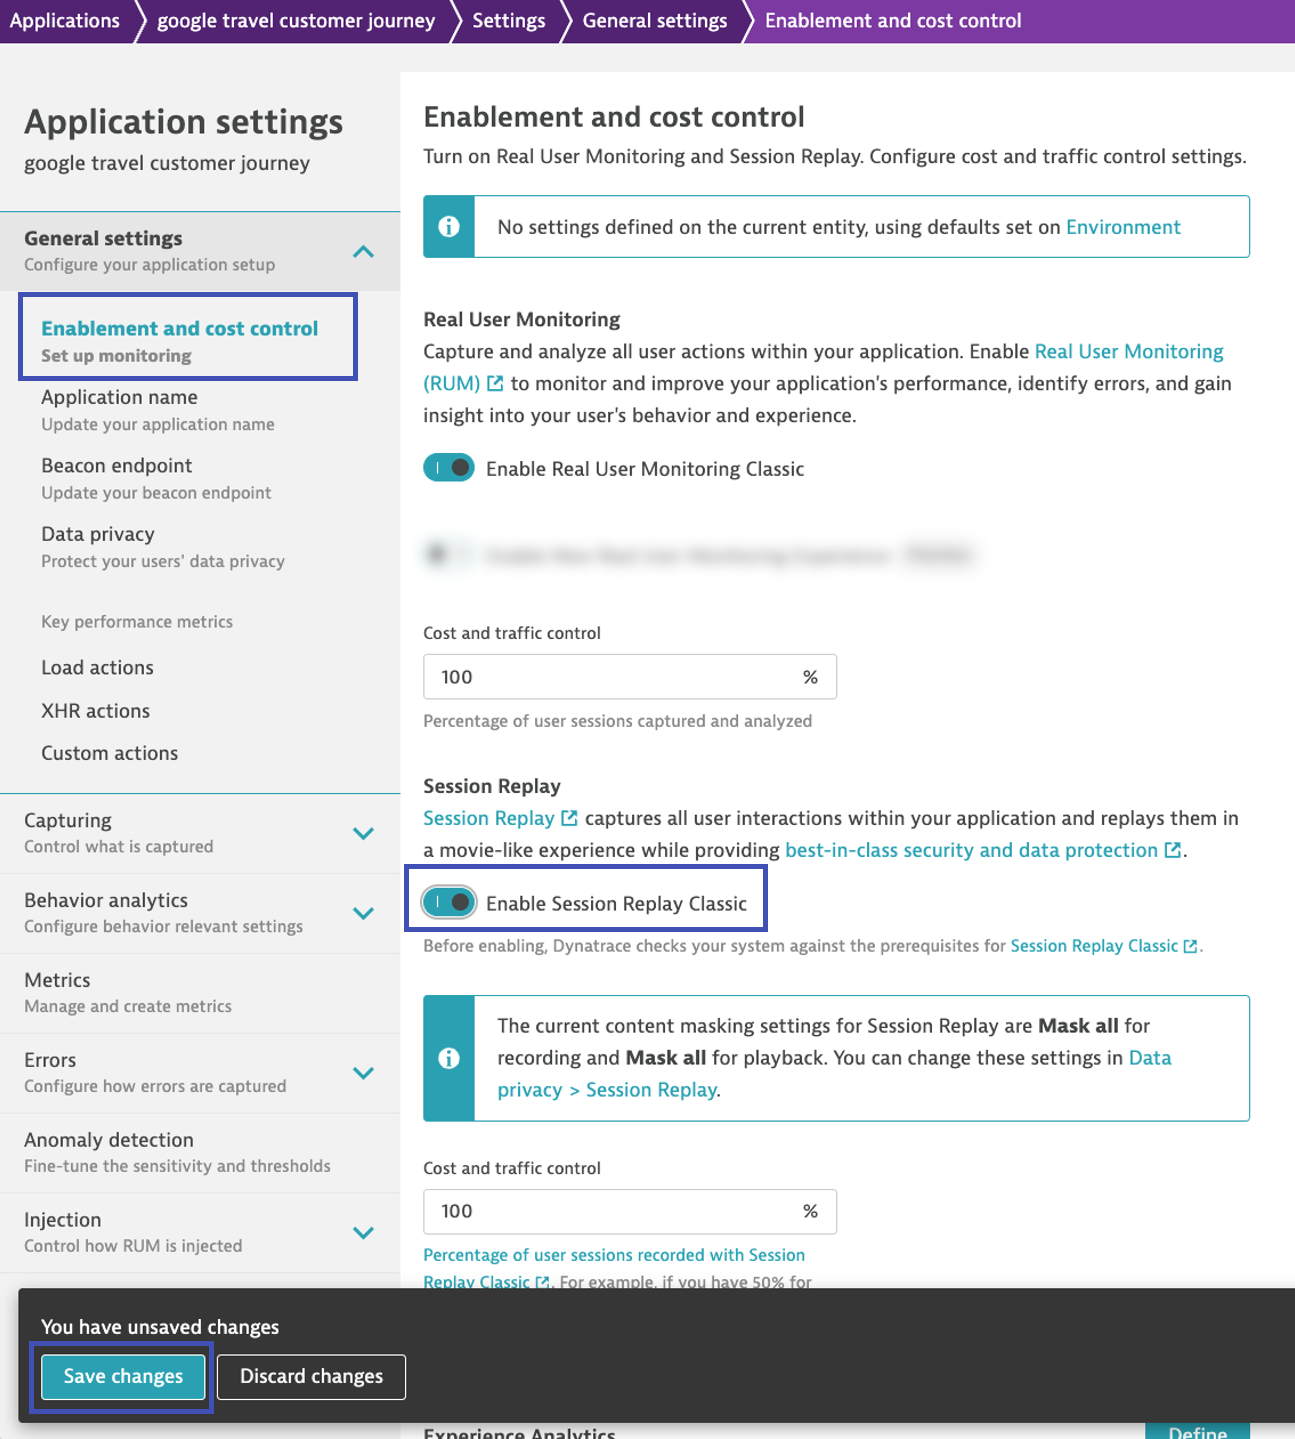 Applications
google travel customer journey
Settings
General settings
Enablement and cost control
Application settings
google travel customer journey
General settings
Configure your application setup
Enablement and cost control
Set up monitoring
Application name
Update your application name
Beacon endpoint
Update your beacon endpoint
Data privacy
Protect your users' data privacy
Key performance metrics
Load actions
XHR actions
Custom actions
Capturing
Control what is captured
Behavior analytics
Configure behavior relevant settings
Metrics
Manage and create metrics
Errors
Configure how errors are captured
Anomaly detection
Fine-tune the sensitivity and thresholds
Injection
Control how RUM is injected
Enablement and cost control
Turn on Real User Monitoring and Session Replay. Configure cost and traffic control settings.
No settings defined on the current entity, using defaults set on Environment
Real User Monitoring
Capture and analyze all user actions within your application. Enable Real User Monitoring
(RUM) to monitor and improve your application's performance, identify errors, and gain
insight into your user's behavior and experience.
Enable Real User Monitoring Classic
Cost and traffic control
100 %
Percentage of user sessions captured and analyzed
Session Replay
Session Replay captures all user interactions within your application and replays them in
a movie-like experience while providing best-in-class security and data protection.
Enable Session Replay Classic
Before enabling, Dynatrace checks your system against the prerequisites for Session Replay Classic.
The current content masking settings for Session Replay are Mask all for
recording and Mask all for playback. You can change these settings in Data
privacy > Session Replay.
Cost and traffic control
100 %
Percentage of user sessions recorded with Session
Replay Classic. For example, if you have 50% for
You have unsaved changes
Save changes
Discard changes
Experience Analytics
Define